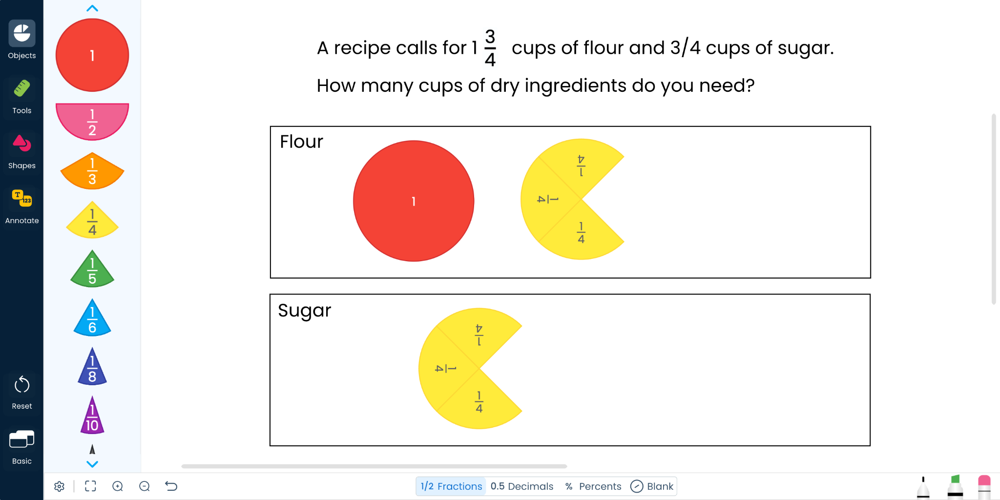 Objects
Tools
Shapes
T
123
Annotate
Reset
Basic
1
1/2
1/3
1/4
1/5
1/6
1/8
1/10
A recipe calls for 1 3/4 cups of flour and 3/4 cups of sugar.
How many cups of dry ingredients do you need?
Flour
1
1/4
1/4
1/4
Sugar
1/4
1/4
1/4
1/2 Fractions 0.5 Decimals % Percents Blank